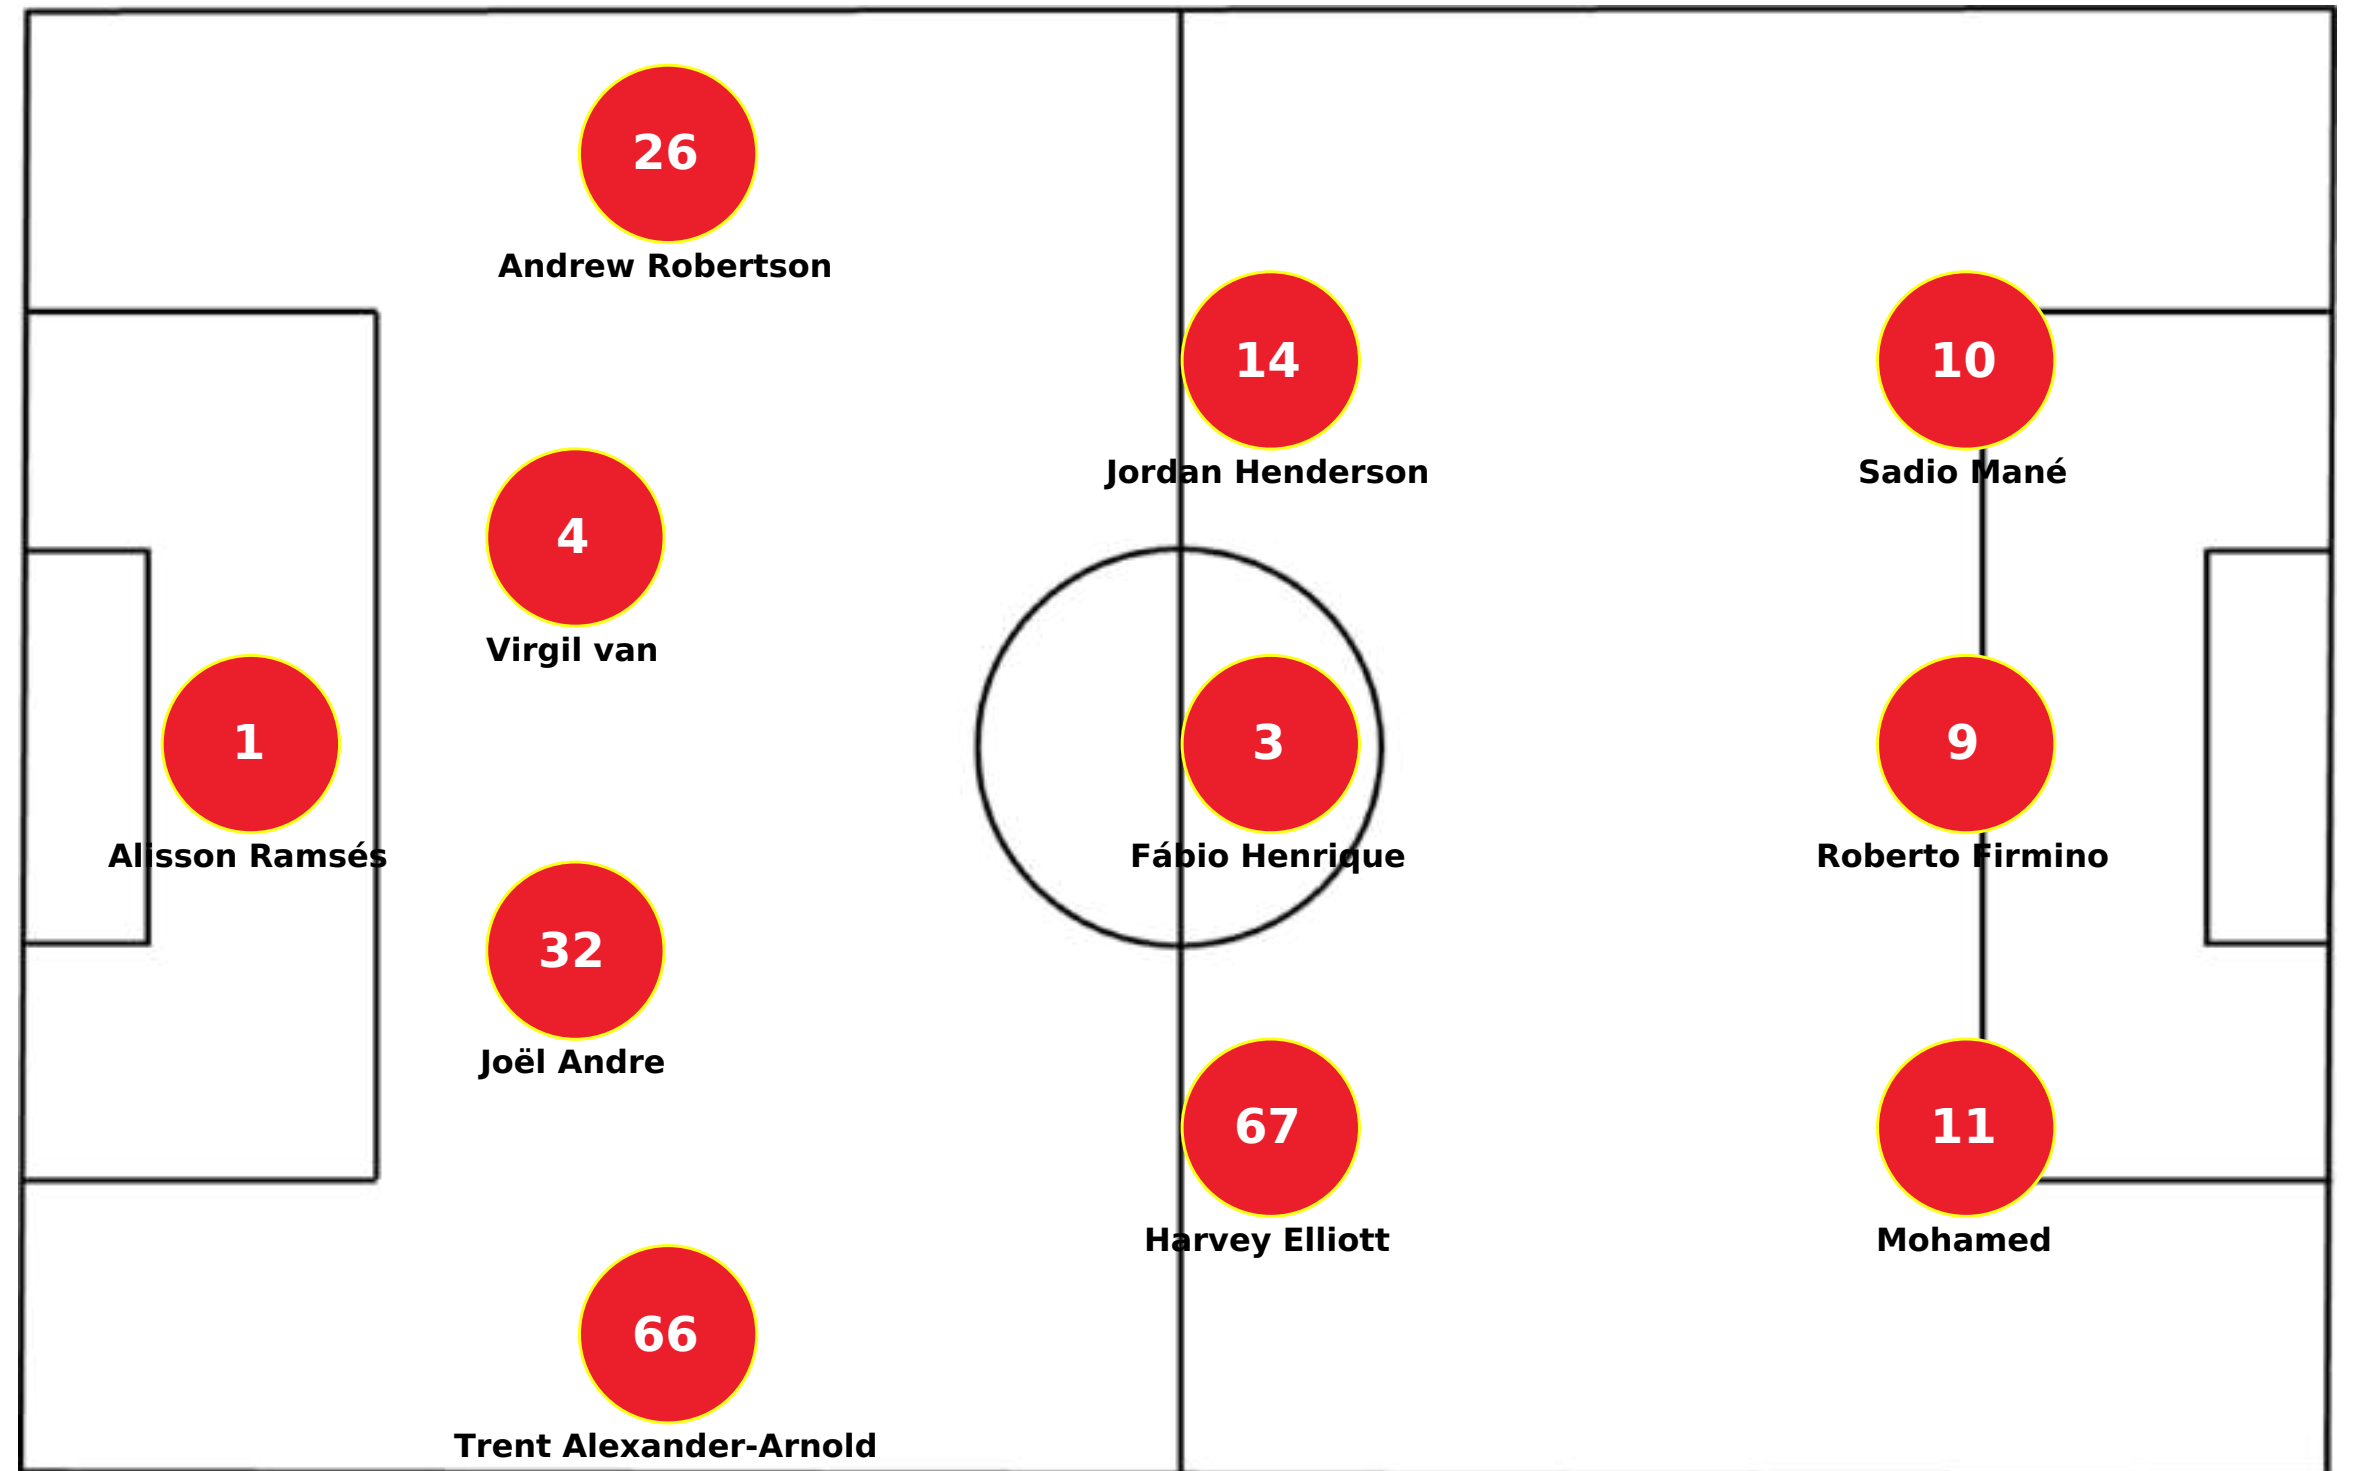 26
Andrew Robertson
14
Jordan Henderson
10
Sadio Mané
4
Virgil van
1
Alisson Ramsés
3
Fábio Henrique
9
Roberto Firmino
32
Joël Andre
67
Harvey Elliott
11
Mohamed
66
Trent Alexander-Arnold